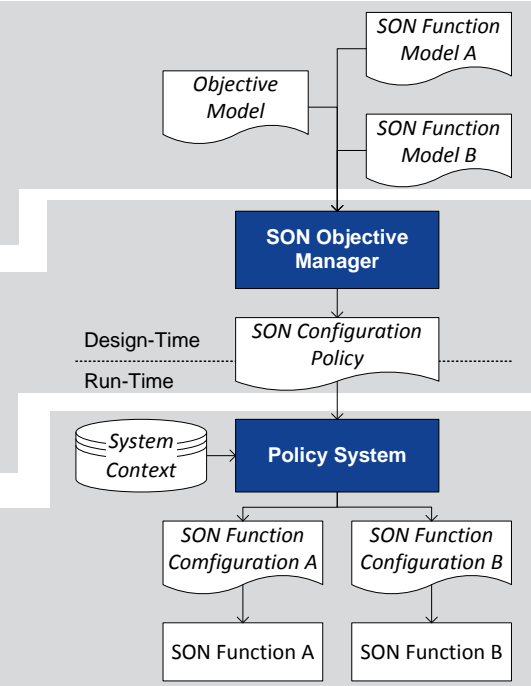 SON Function
Model A
Objective
Model
SON Function
Model B
SON Objective
Manager
Design-Time
SON Configuration
Policy
Run-Time
System
Context
Policy System
SON Function
Comfiguration A
SON Function
Configuration B
SON Function A
SON Function B